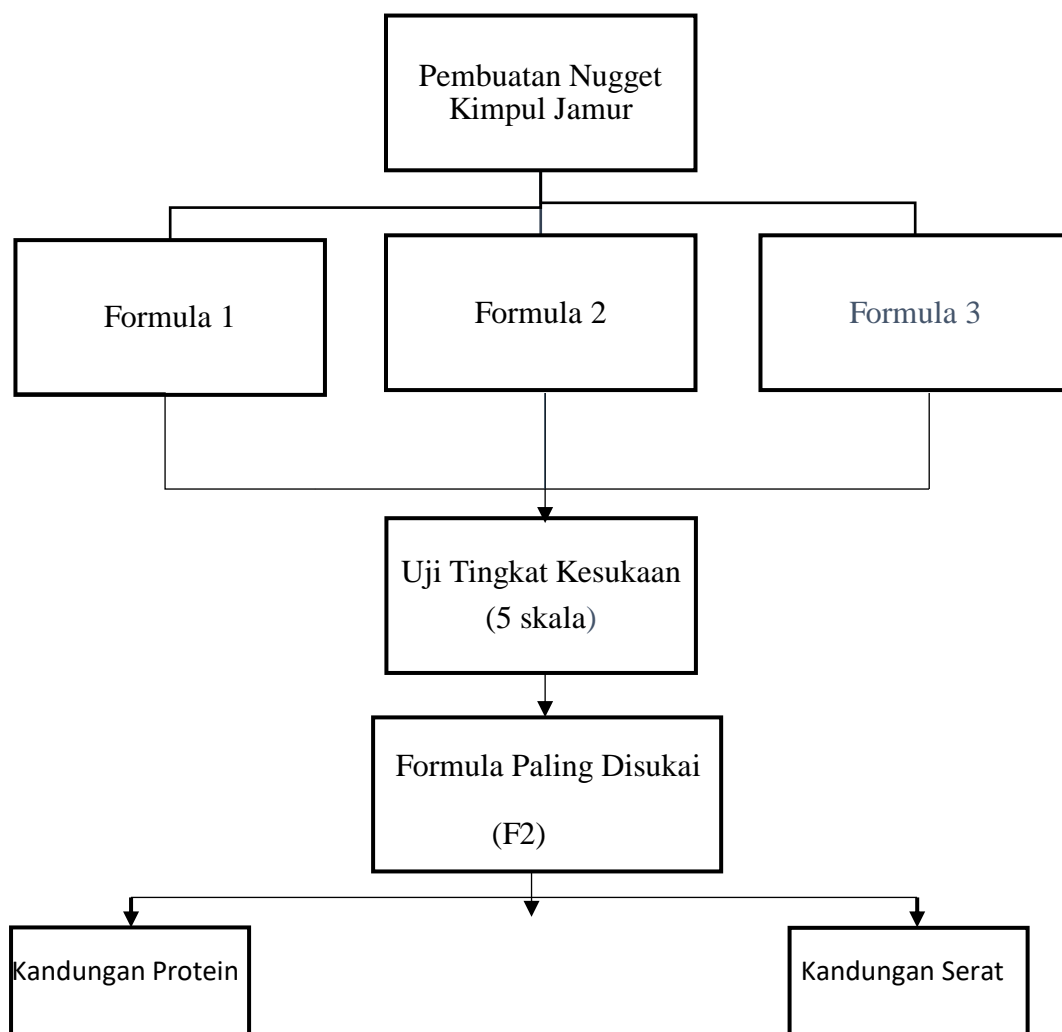 Pembuatan Nugget
Kimpul Jamur
Formula 1
Formula 2
Formula 3
Uji Tingkat Kesukaan
(5 skala)
Formula Paling Disukai
(F2)
Kandungan Protein
Kandungan Serat